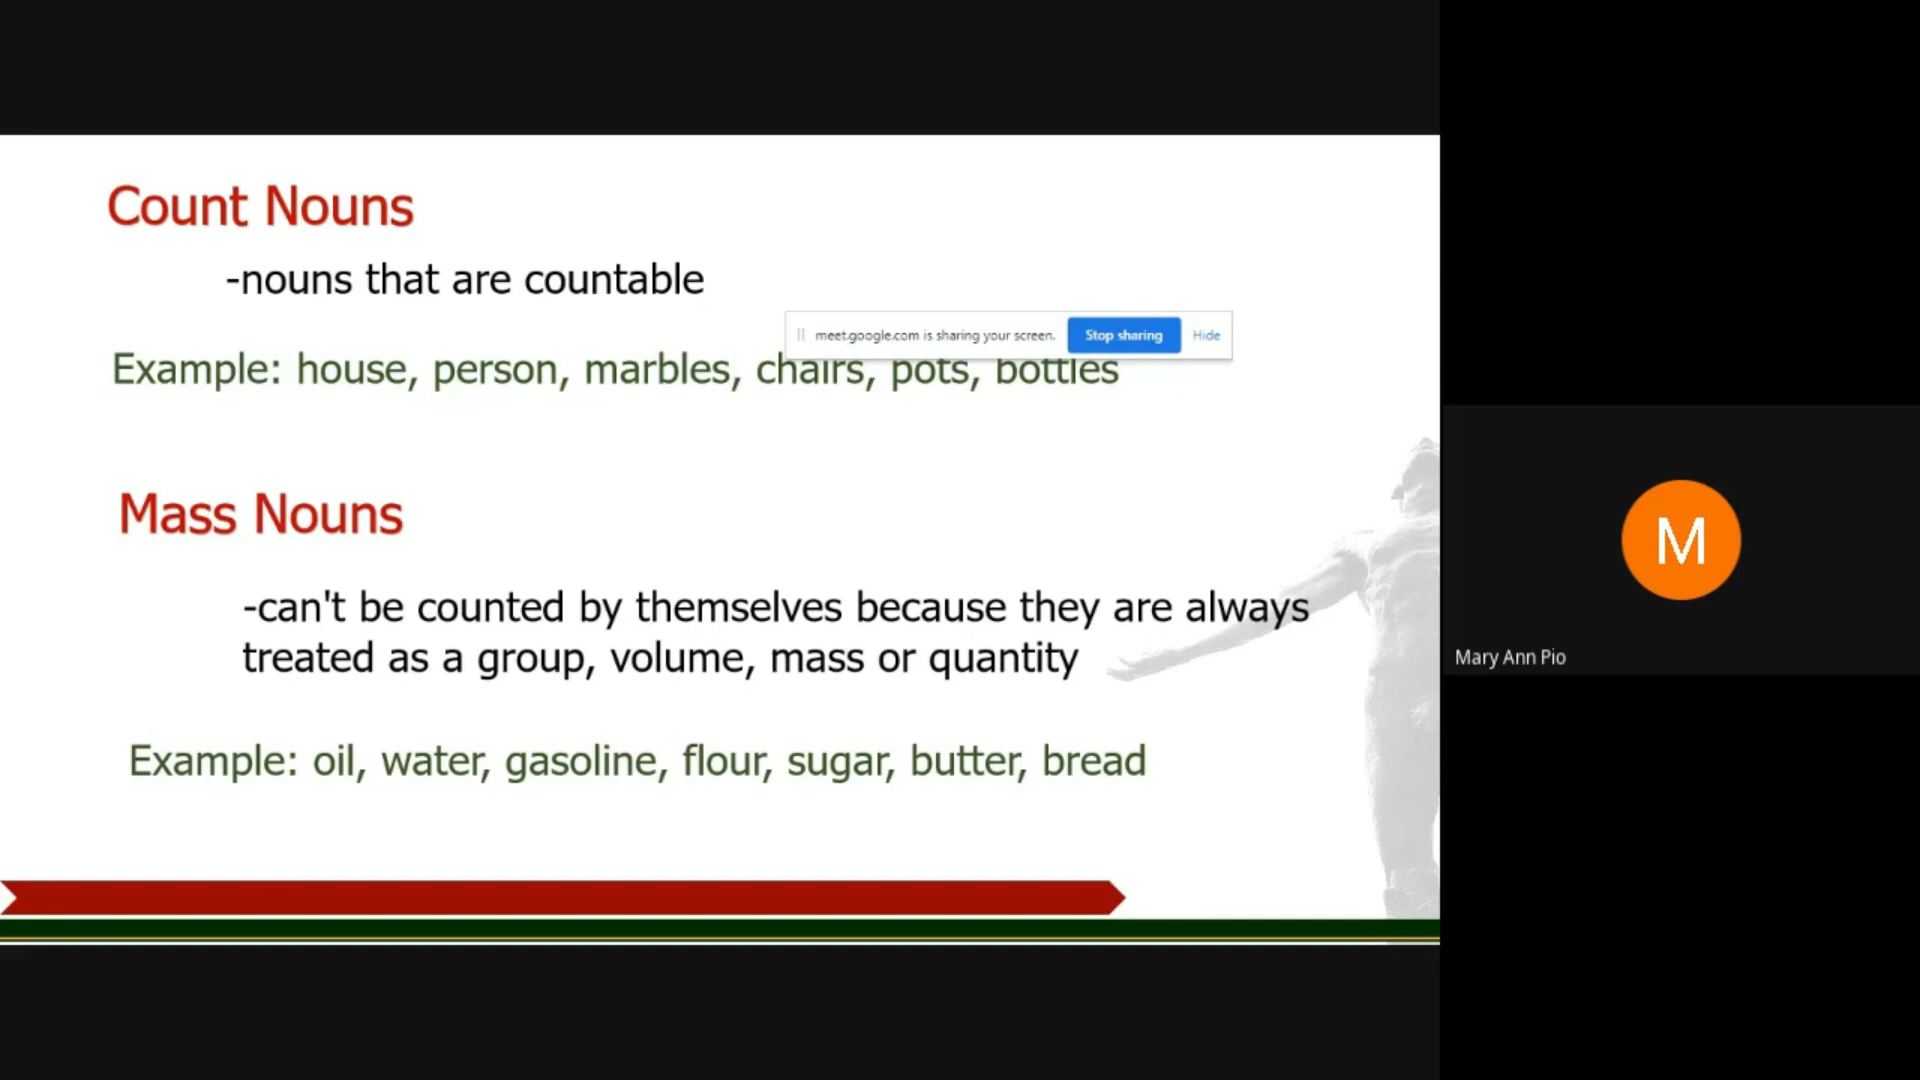 Count Nouns
-nouns that are countable
meet.google.com is sharing your screen. Stop sharing Hide
Example: house, person, marbles, chairs, pots, bottles
Mass Nouns
-can't be counted by themselves because they are always
treated as a group, volume, mass or quantity
Example: oil, water, gasoline, flour, sugar, butter, bread
M
Mary Ann Pio